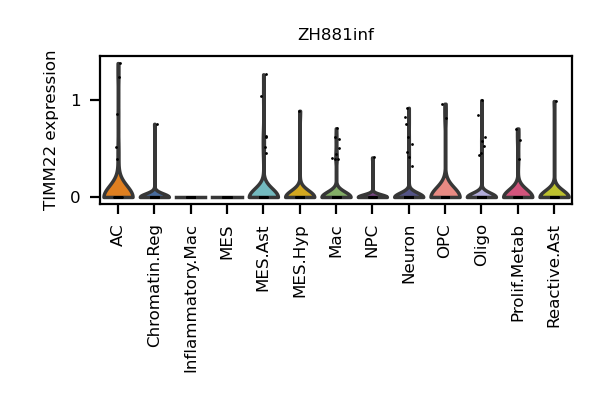 ZH881inf
TIMM22 expression
1
0
AC
Chromatin.Reg
Inflammatory.Mac
MES
MES.Ast
MES.Hyp
Mac
NPC
Neuron
OPC
Oligo
Prolif.Metab
Reactive.Ast